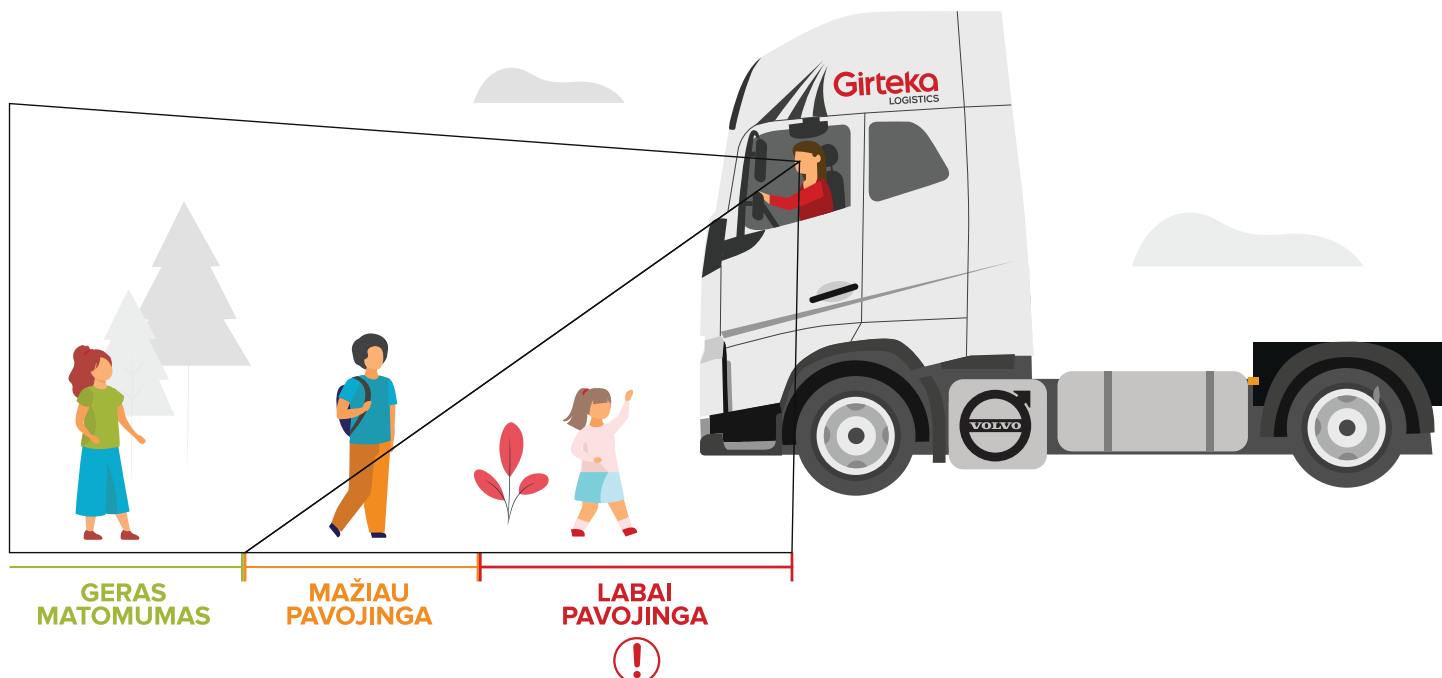 Girteka
LOGISTICS
VOLVO
GERAS
MATOMUMAS
MAŽIAU
PAVOJINGA
LABAI
PAVOJINGA
!